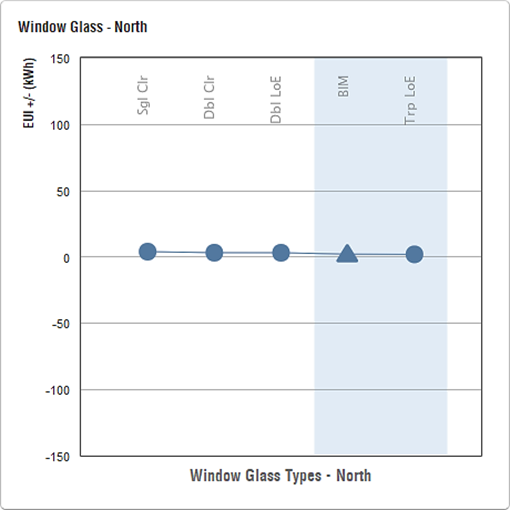 Window Glass - North
EUI +/- (kWh)
150
100
50
0
-50
-100
-150
Sgl Clr
Dbl Clr
Dbl LoE
BIM
Trp LoE
Window Glass Types - North